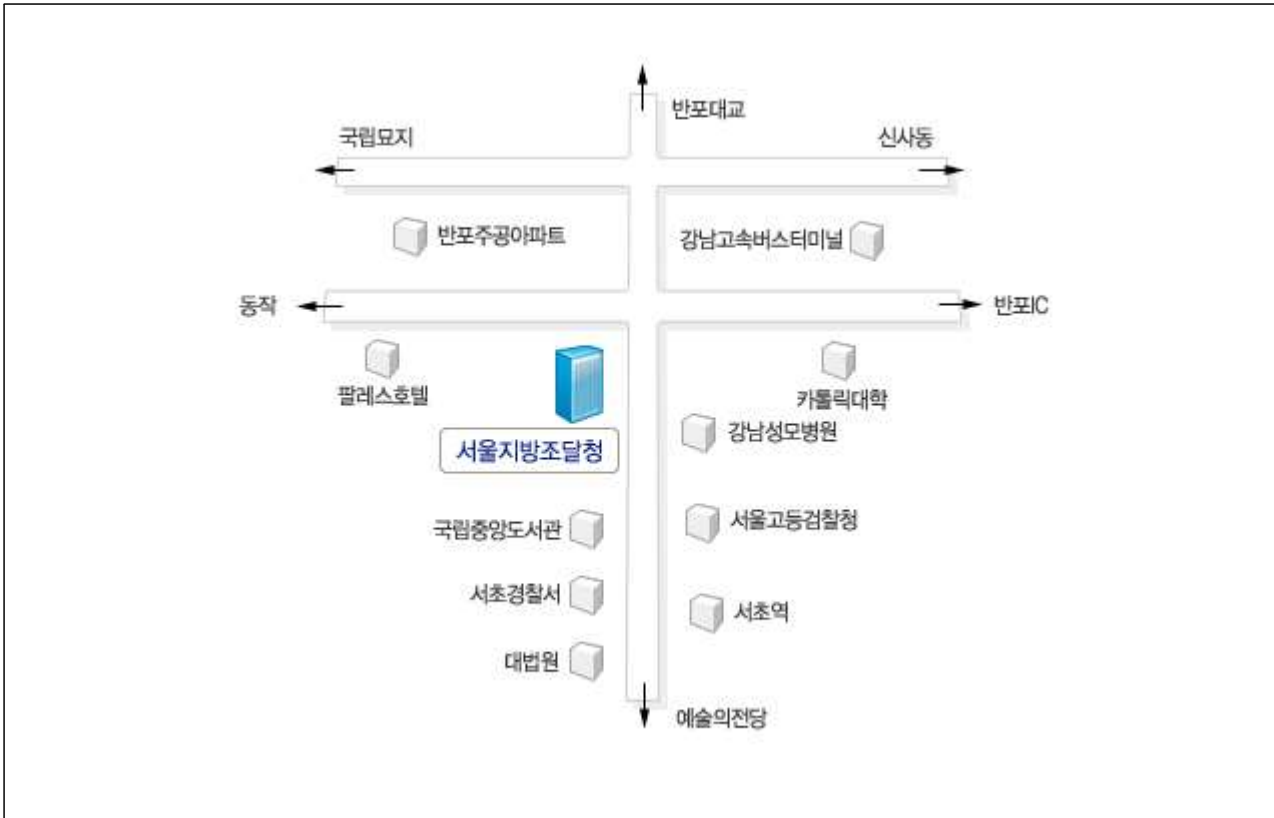 반포대교
국립묘지
신사동
반포주공아파트
강남고속버스터미널
동작
반포IC
팔레스호텔
카톨릭대학
강남성모병원
서울지방조달청
국립중앙도서관
서울고등검찰청
서초경찰서
서초역
대법원
예술의전당